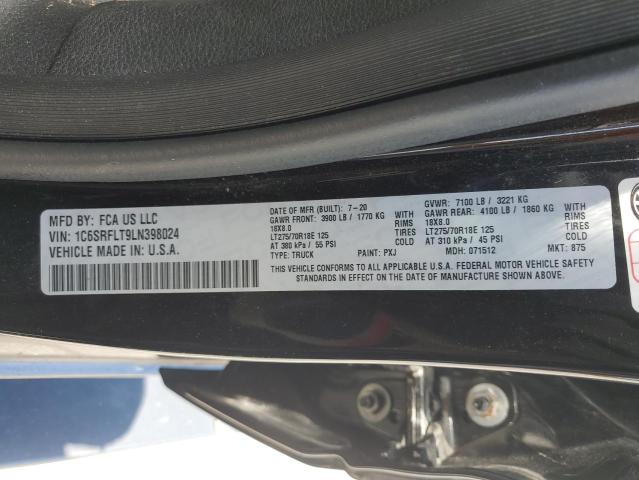 MFD BY: FCA US LLC
VIN: 1C6SRFLT9LN398024
VEHICLE MADE IN: U.S.A.
DATE OF MFR (BUILT): 7-20 GVWR: 7100 LB / 3221 KG
GAWR FRONT: 3900 LB / 1770 KG WITH GAWR REAR: 4100 LB / 1860 KG WITH
18X8.0 RIMS 18X8.0 RIMS
LT275/70R18E 125 TIRES LT275/70R18E 125 TIRES
AT 380 kPa / 55 PSI COLD AT 310 kPa / 45 PSI COLD
TYPE: TRUCK PAINT: PXJ MDH: 071512 MKT: 875
THIS VEHICLE CONFORMS TO ALL APPLICABLE U.S.A. FEDERAL MOTOR VEHICLE SAFETY
STANDARDS IN EFFECT ON THE DATE OF MANUFACTURE SHOWN ABOVE.